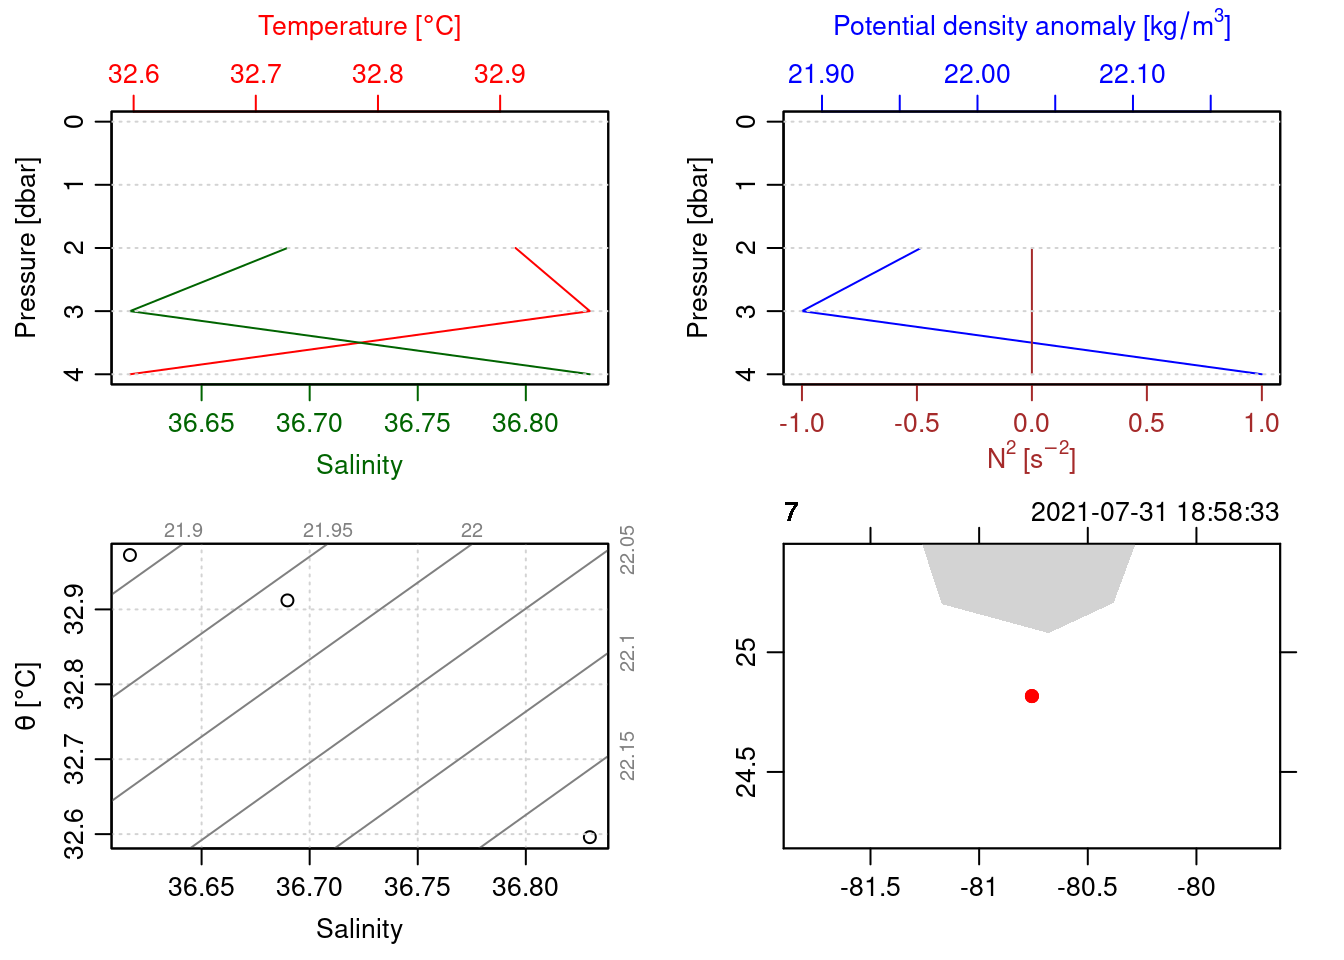 Temperature [°C]
32.6 32.7 32.8 32.9
0
1
2
3
4
Pressure [dbar]
36.65 36.70 36.75 36.80
Salinity
Potential density anomaly [kg/m³]
21.90 22.00 22.10
0
1
2
3
4
Pressure [dbar]
-1.0 -0.5 0.0 0.5 1.0
N² [s⁻²]
21.9 21.95 22
22.05
22.1
22.15
32.9
32.8
32.7
32.6
θ [°C]
36.65 36.70 36.75 36.80
Salinity
7 2021-07-31 18:58:33
25
24.5
-81.5 -81 -80.5 -80